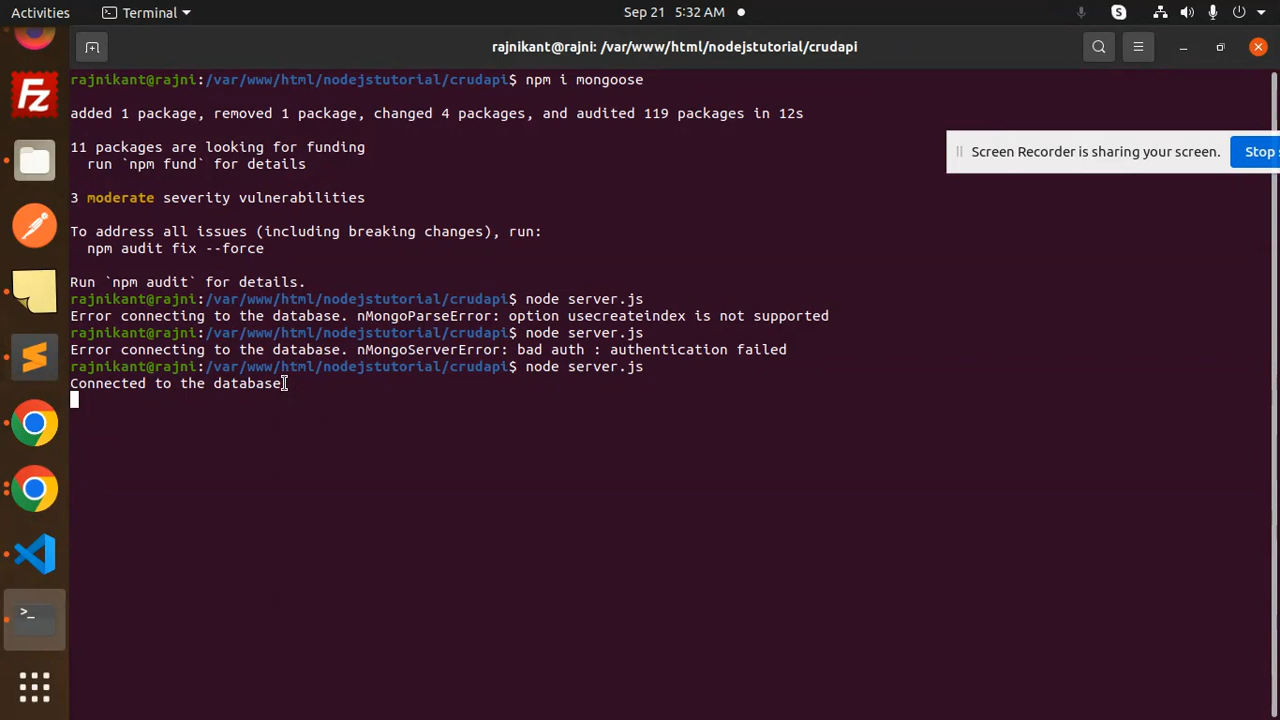 Activities Terminal Sep 21 5:32 AM
rajnikant@rajni: /var/www/html/nodejstutorial/crudapi
rajnikant@rajni:/var/www/html/nodejstutorial/crudapi$ npm i mongoose
added 1 package, removed 1 package, changed 4 packages, and audited 119 packages in 12s
11 packages are looking for funding
run `npm fund` for details
Screen Recorder is sharing your screen. Stop s
3 moderate severity vulnerabilities
To address all issues (including breaking changes), run:
npm audit fix --force
Run `npm audit` for details.
rajnikant@rajni:/var/www/html/nodejstutorial/crudapi$ node server.js
Error connecting to the database. nMongoParseError: option usecreateindex is not supported
rajnikant@rajni:/var/www/html/nodejstutorial/crudapi$ node server.js
Error connecting to the database. nMongoServerError: bad auth : authentication failed
rajnikant@rajni:/var/www/html/nodejstutorial/crudapi$ node server.js
Connected to the database